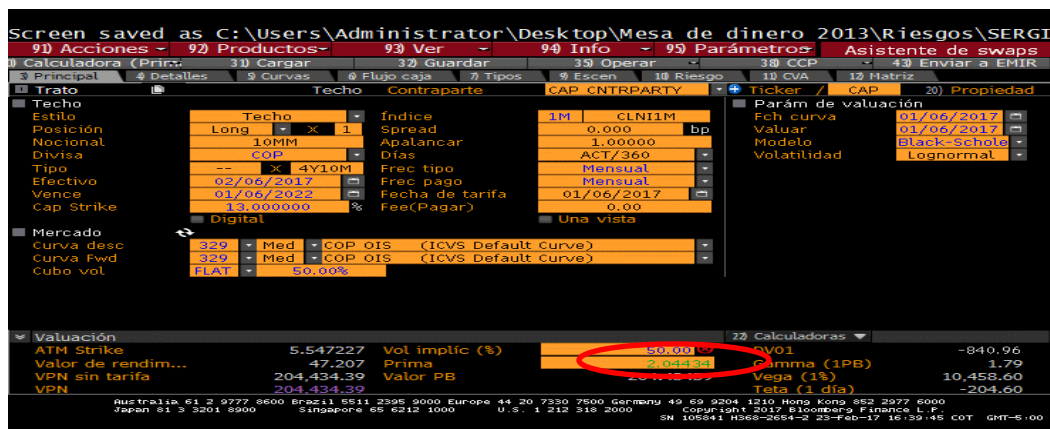 Screen saved as C:\Users\Administrator\Desktop\Mesa de dinero 2013\Riesgos\SERGI
91) Acciones 92) Productos 93) Ver 94) Info 95) Parámetros Asistente de swaps
Calculadora 31) Cargar 32) Guardar 35) Operar 38) CCP 43) Enviar a EMIR
3) Principal 4) Detalles 5) Curvas 6) Flujo caja 7) Tipos 9) Escen 10) Riesgo 11) CVA 12) Matriz
Trato Techo Contraparte CAP CNTRPARTY Ticker / CAP 20) Propiedad
Techo Parám de valuación
Estilo Techo Índice 1M CLNI1M Fch curva 01/06/2017
Posición Long X 1 Spread 0.000 bp Valuar 01/06/2017
Nocional 10MM Apalancar 1.00000 Modelo Black-Schole
Divisa COP Días ACT/360 Volatilidad Lognormal
Tipo -- X 4Y10M Frec tipo Mensual
Efectivo 02/06/2017 Frec pago Mensual
Vence 01/06/2022 Fecha de tarifa 01/06/2017
Cap Strike 13.000000 % Fee(Pagar) 0.00
Digital Una vista
Mercado
Curva desc 329 Med COP OIS (ICVS Default Curve)
Curva Fwd 329 Med COP OIS (ICVS Default Curve)
Cubo vol FLAT 50.00%
Valuación 22) Calculadoras
ATM Strike 5.547227 Vol implíc (%) 50.00 DV01 -840.96
Valor de rendim... 47.207 Prima 2.04434 Gamma (1PB) 1.79
VPN sin tarifa 204,434.39 Valor PB Vega (1%) 10,458.60
VPN 204,434.39 Teta (1 día) -204.60
Australia 61 2 9777 8600 Brazil 5511 2395 9000 Europe 44 20 7330 7500 Germany 49 69 9204 1210 Hong Kong 852 2977 6000
Japan 81 3 3201 8900 Singapore 65 6212 1000 U.S. 1 212 318 2000 Copyright 2017 Bloomberg Finance L.P.
SN 105841 H368-2654-2 23-Feb-17 16:39:45 COT GMT-5:00